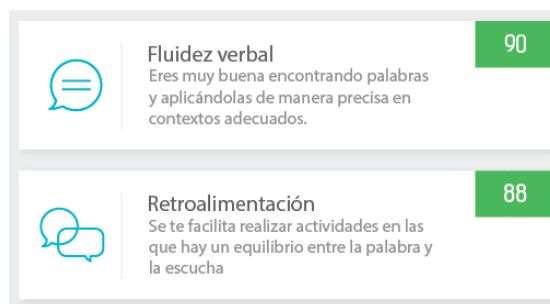 Fluidez verbal
90
Eres muy buena encontrando palabras
y aplicándolas de manera precisa en
contextos adecuados.
Retroalimentación
88
Se te facilita realizar actividades en las
que hay un equilibrio entre la palabra y
la escucha